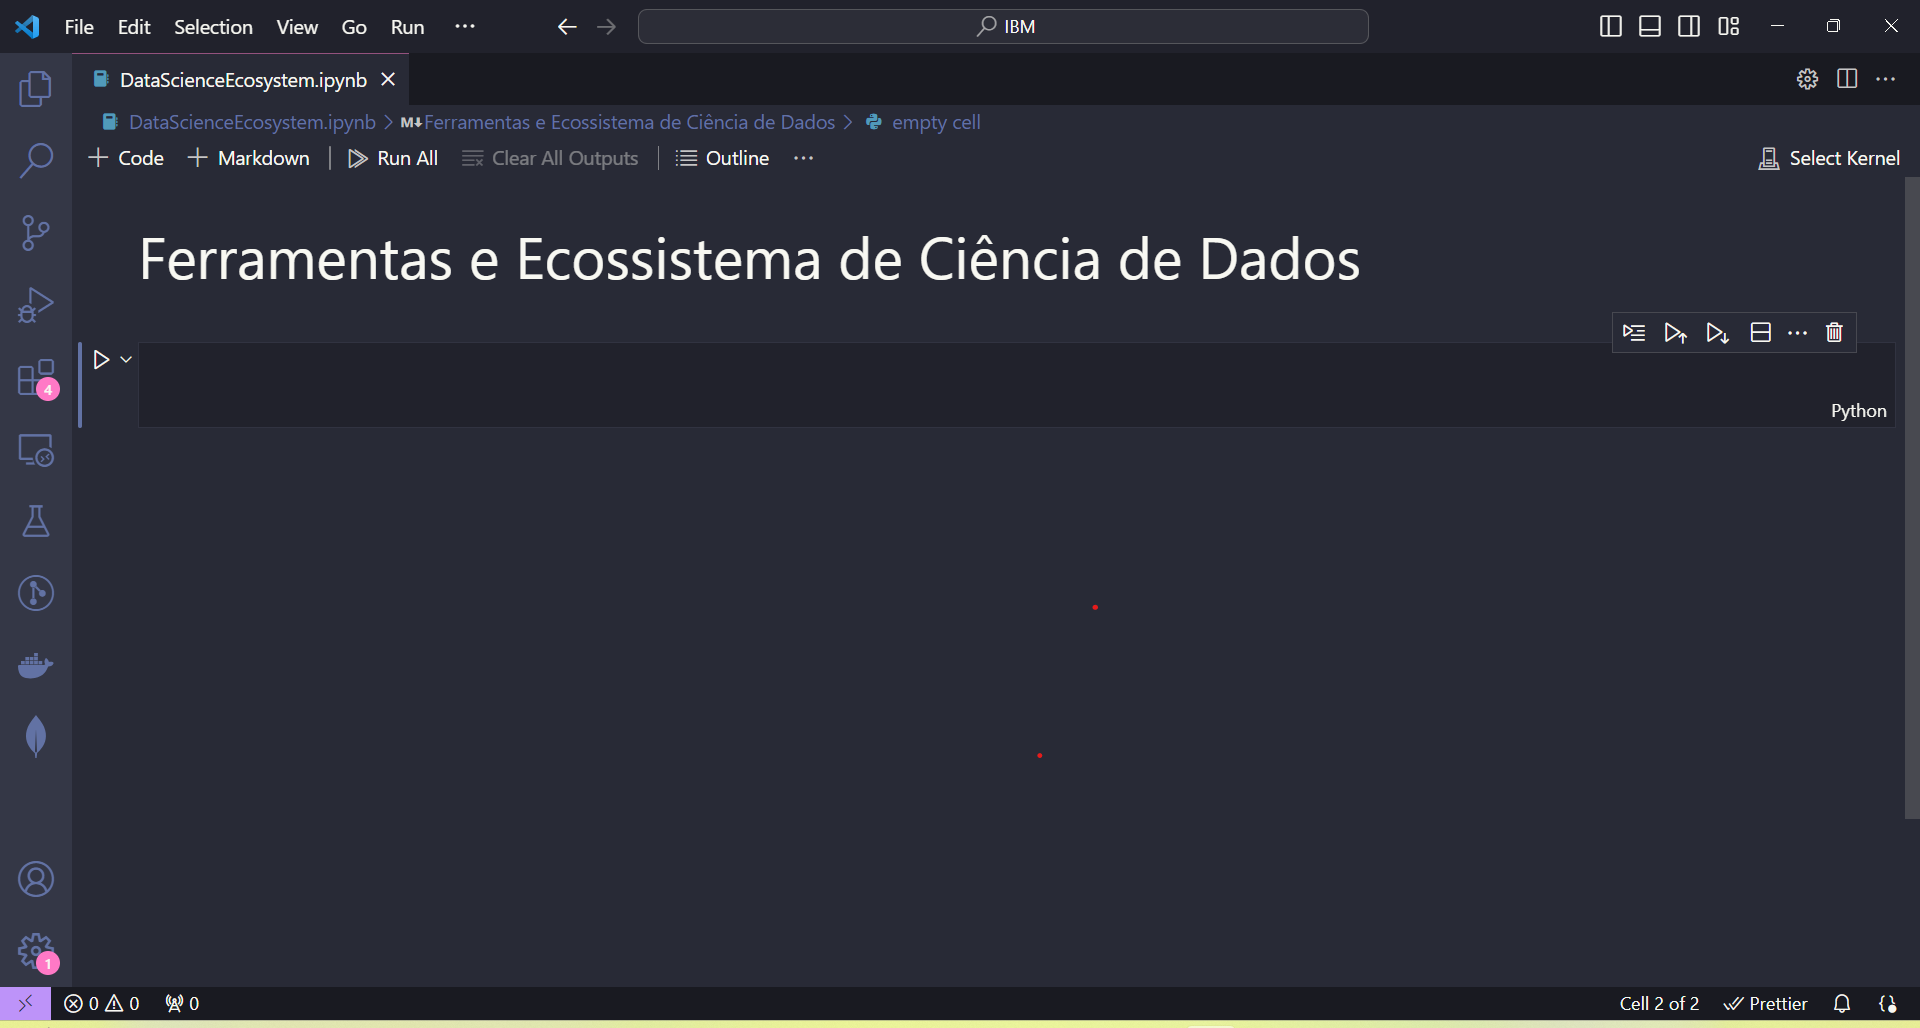 File Edit Selection View Go Run ··· IBM
DataScienceEcosystem.ipynb
DataScienceEcosystem.ipynb > M↓Ferramentas e Ecossistema de Ciência de Dados > empty cell
+ Code + Markdown | Run All Clear All Outputs | Outline ··· Select Kernel
Ferramentas e Ecossistema de Ciência de Dados
Python
4
1
0 0 0 Cell 2 of 2 Prettier